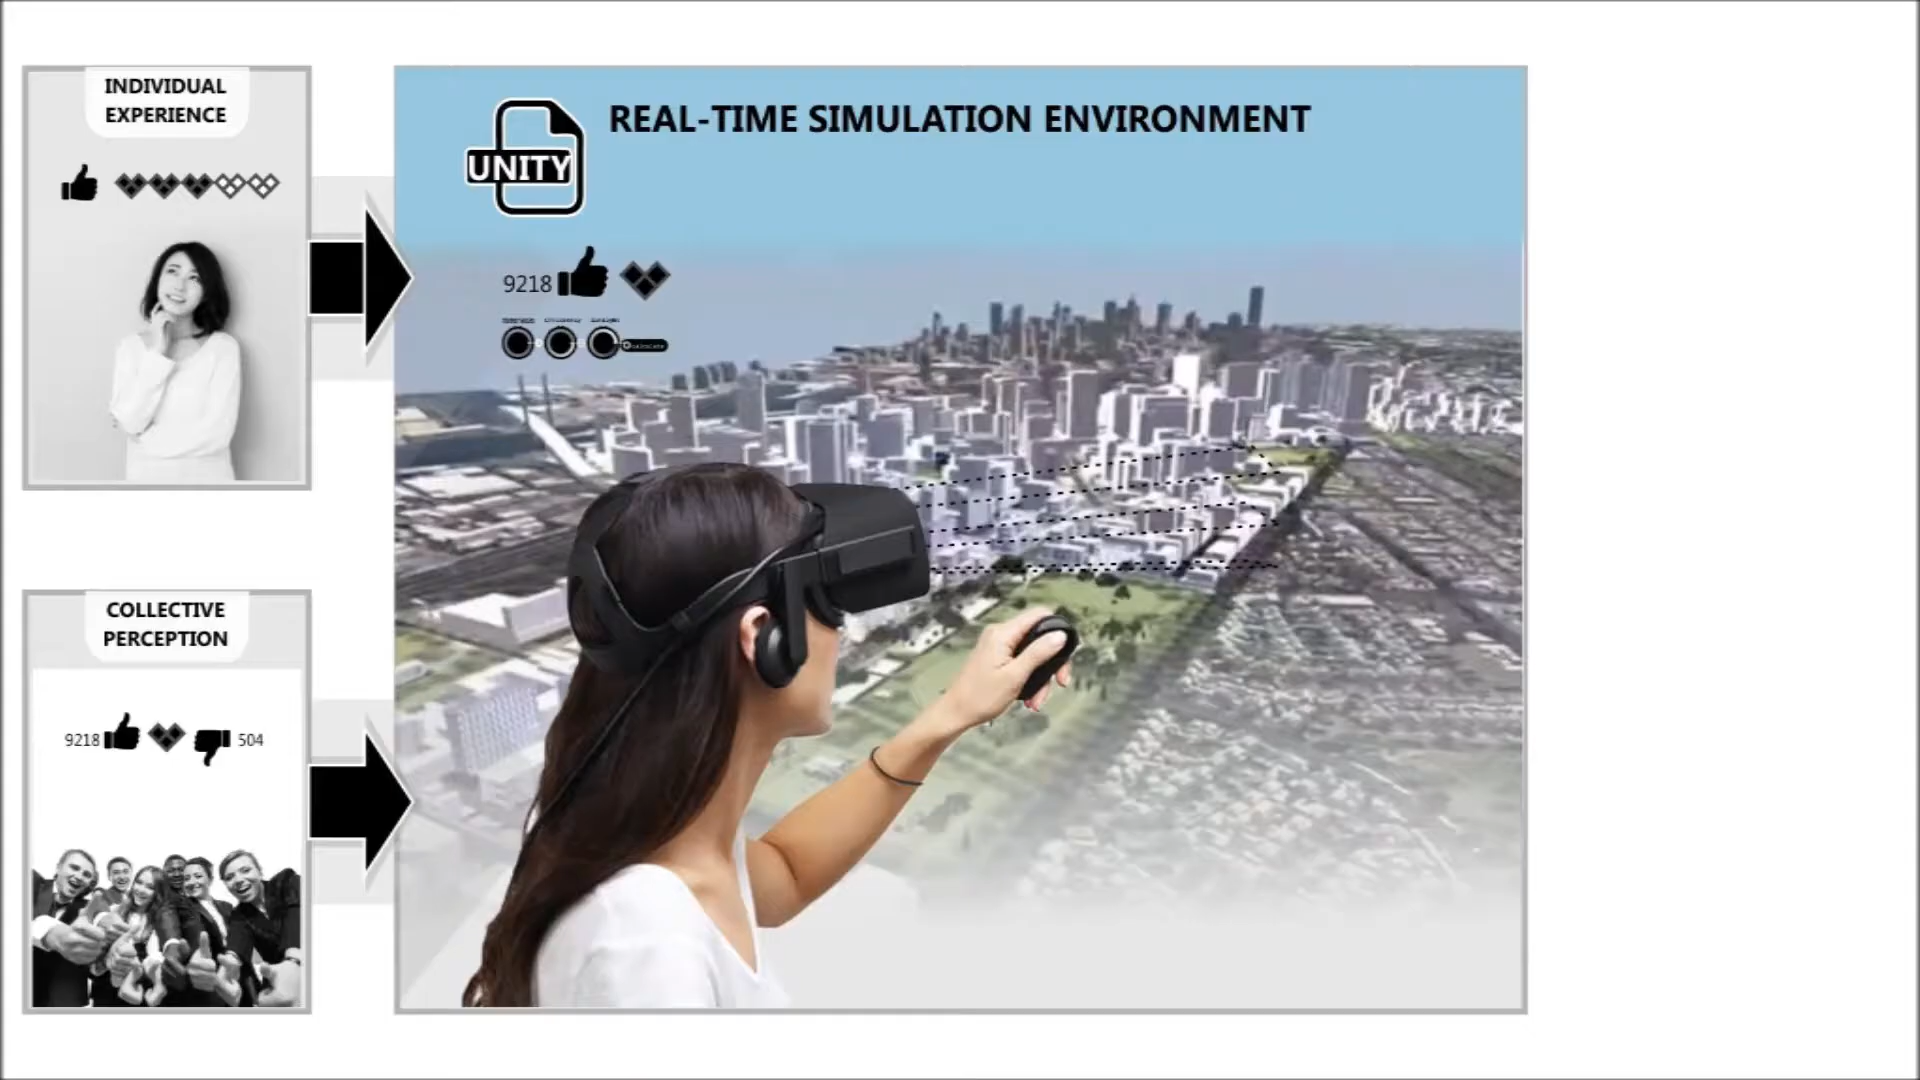 INDIVIDUAL
EXPERIENCE
COLLECTIVE
PERCEPTION
9218
504
UNITY
REAL-TIME SIMULATION ENVIRONMENT
9218